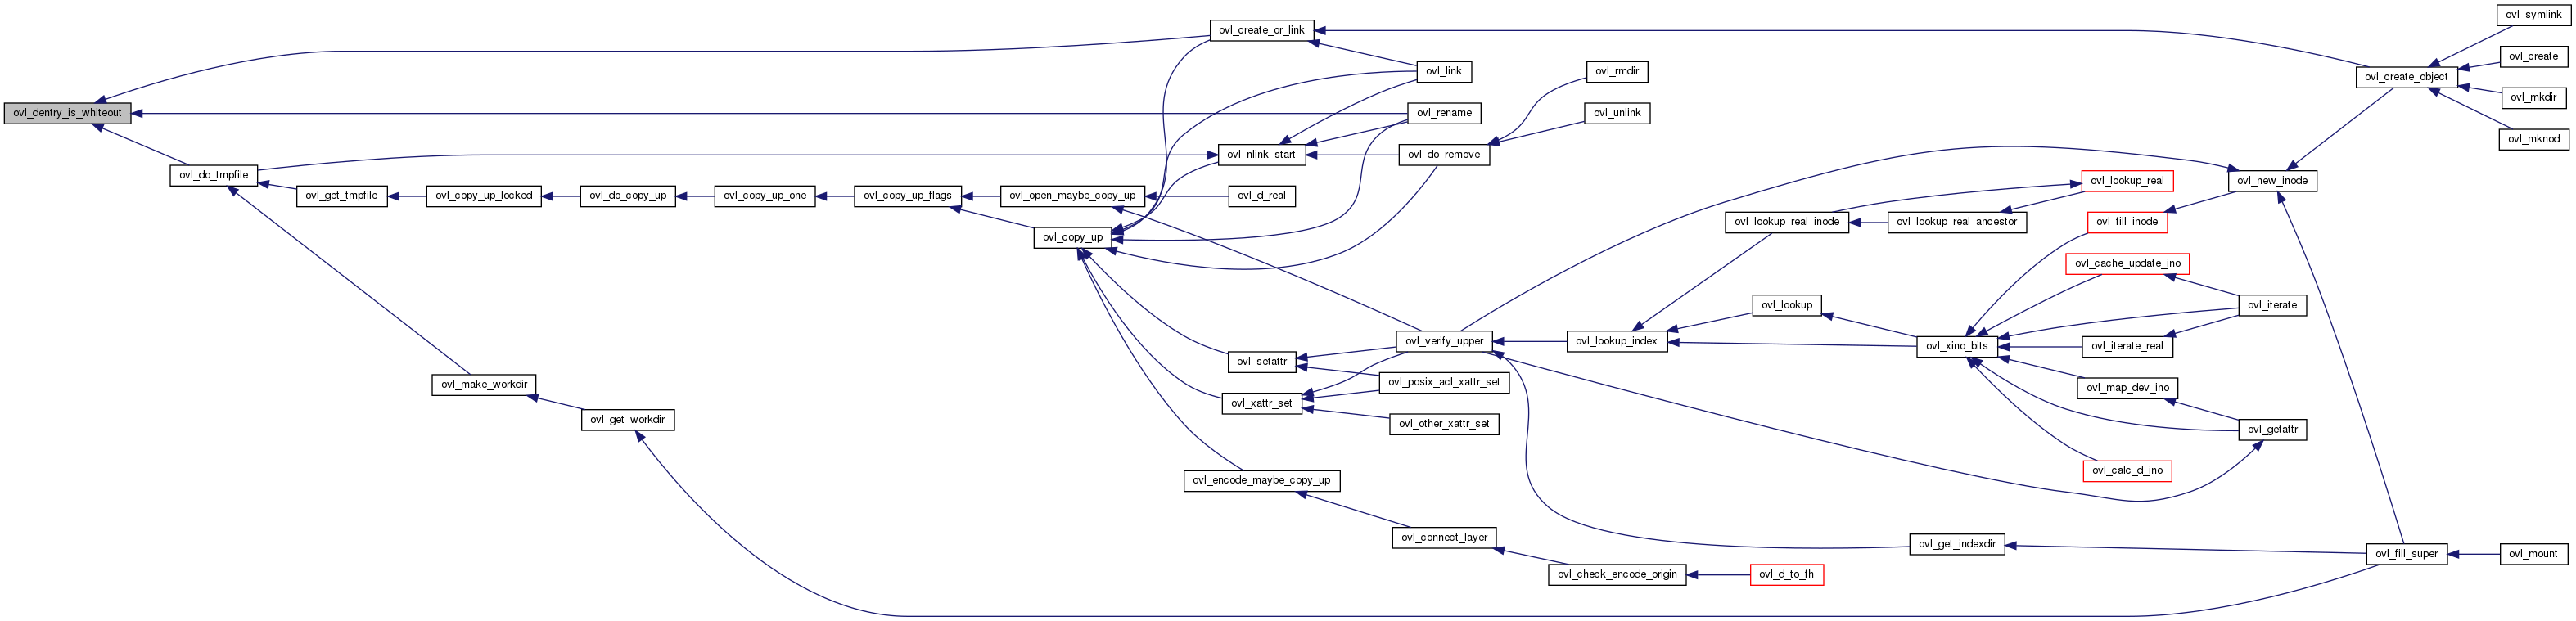 ovl_dentry_is_whiteout
ovl_do_tmpfile
ovl_get_tmpfile
ovl_make_workdir
ovl_copy_up_locked
ovl_get_workdir
ovl_do_copy_up
ovl_copy_up_one
ovl_copy_up_flags
ovl_open_maybe_copy_up
ovl_copy_up
ovl_create_or_link
ovl_nlink_start
ovl_d_real
ovl_setattr
ovl_xattr_set
ovl_encode_maybe_copy_up
ovl_link
ovl_rename
ovl_do_remove
ovl_verify_upper
ovl_posix_acl_xattr_set
ovl_other_xattr_set
ovl_connect_layer
ovl_rmdir
ovl_unlink
ovl_lookup_index
ovl_check_encode_origin
ovl_lookup_real_inode
ovl_lookup
ovl_d_to_fh
ovl_lookup_real_ancestor
ovl_xino_bits
ovl_get_indexdir
ovl_lookup_real
ovl_fill_inode
ovl_cache_update_ino
ovl_iterate_real
ovl_map_dev_ino
ovl_calc_d_ino
ovl_new_inode
ovl_iterate
ovl_getattr
ovl_create_object
ovl_fill_super
ovl_symlink
ovl_create
ovl_mkdir
ovl_mknod
ovl_mount